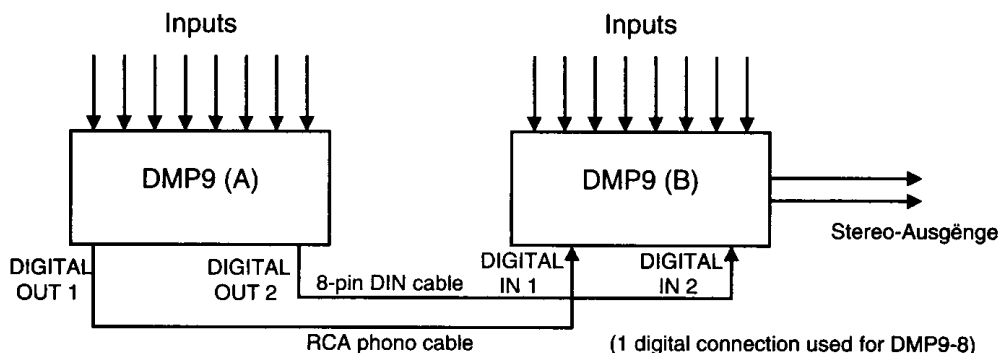 Inputs
Inputs
DMP9 (A)
DMP9 (B)
Stereo-Ausgënge
DIGITAL
OUT 1
DIGITAL
OUT 2
8-pin DIN cable
DIGITAL
IN 1
DIGITAL
IN 2
RCA phono cable
(1 digital connection used for DMP9-8)